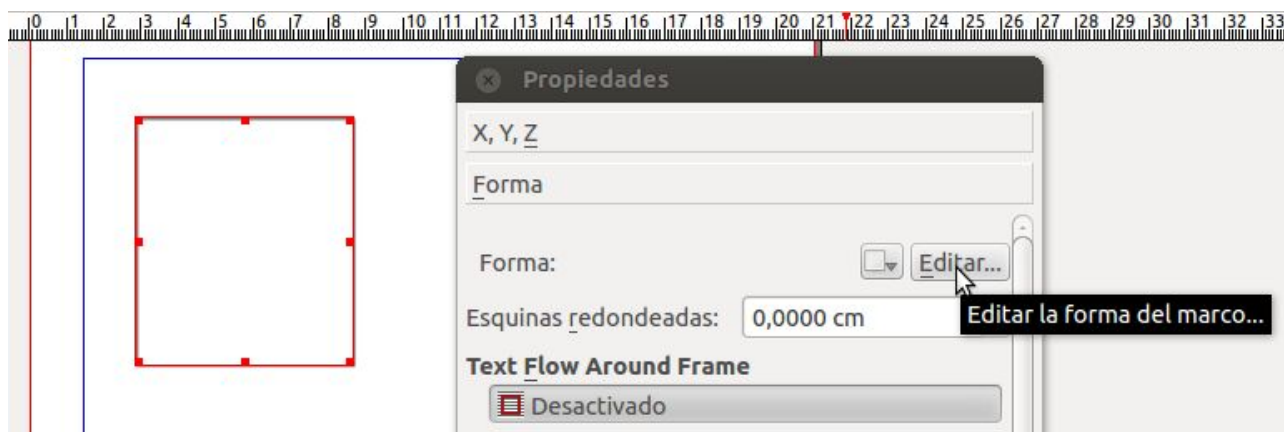 0 1 2 3 4 5 6 7 8 9 10 11 12 13 14 15 16 17 18 19 20 21 22 23 24 25 26 27 28 29 30 31 32 33
Propiedades
X, Y, Z
Forma
Forma:
Editar...
Esquinas redondeadas: 0,0000 cm
Editar la forma del marco...
Text Flow Around Frame
Desactivado